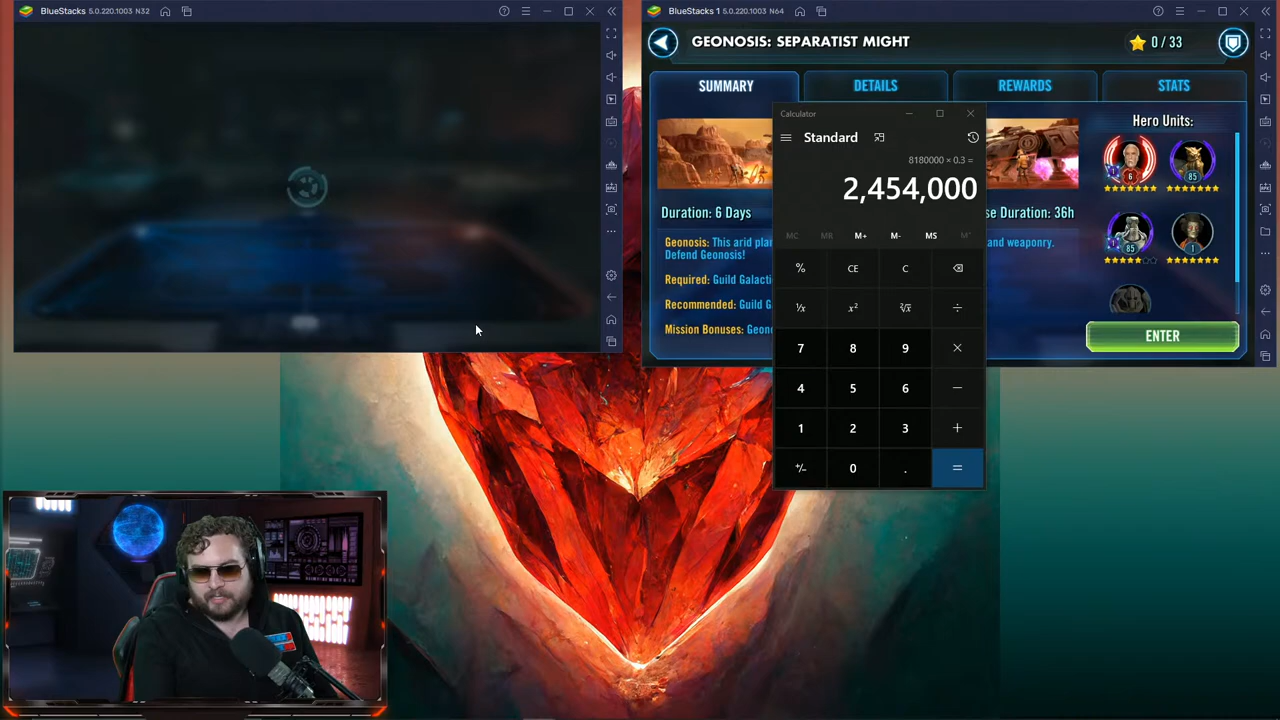 BlueStacks 5.0.220.1003 N32
BlueStacks 1 5.0.220.1003 N64
GEONOSIS: SEPARATIST MIGHT
0 / 33
SUMMARY
DETAILS
REWARDS
STATS
Hero Units:
6
85
85
1
Duration: 6 Days
se Duration: 36h
Geonosis: This arid plan
and weaponry.
Defend Geonosis!
Required: Guild Galactic
Recommended: Guild G
Mission Bonuses: Geono
ENTER
Calculator
Standard
8180000 × 0.3 =
2,454,000
MC MR M+ M- MS M˅
% CE C
¹/x x² ²√x ÷
7 8 9 ×
4 5 6 −
1 2 3 +
+/- 0 . =